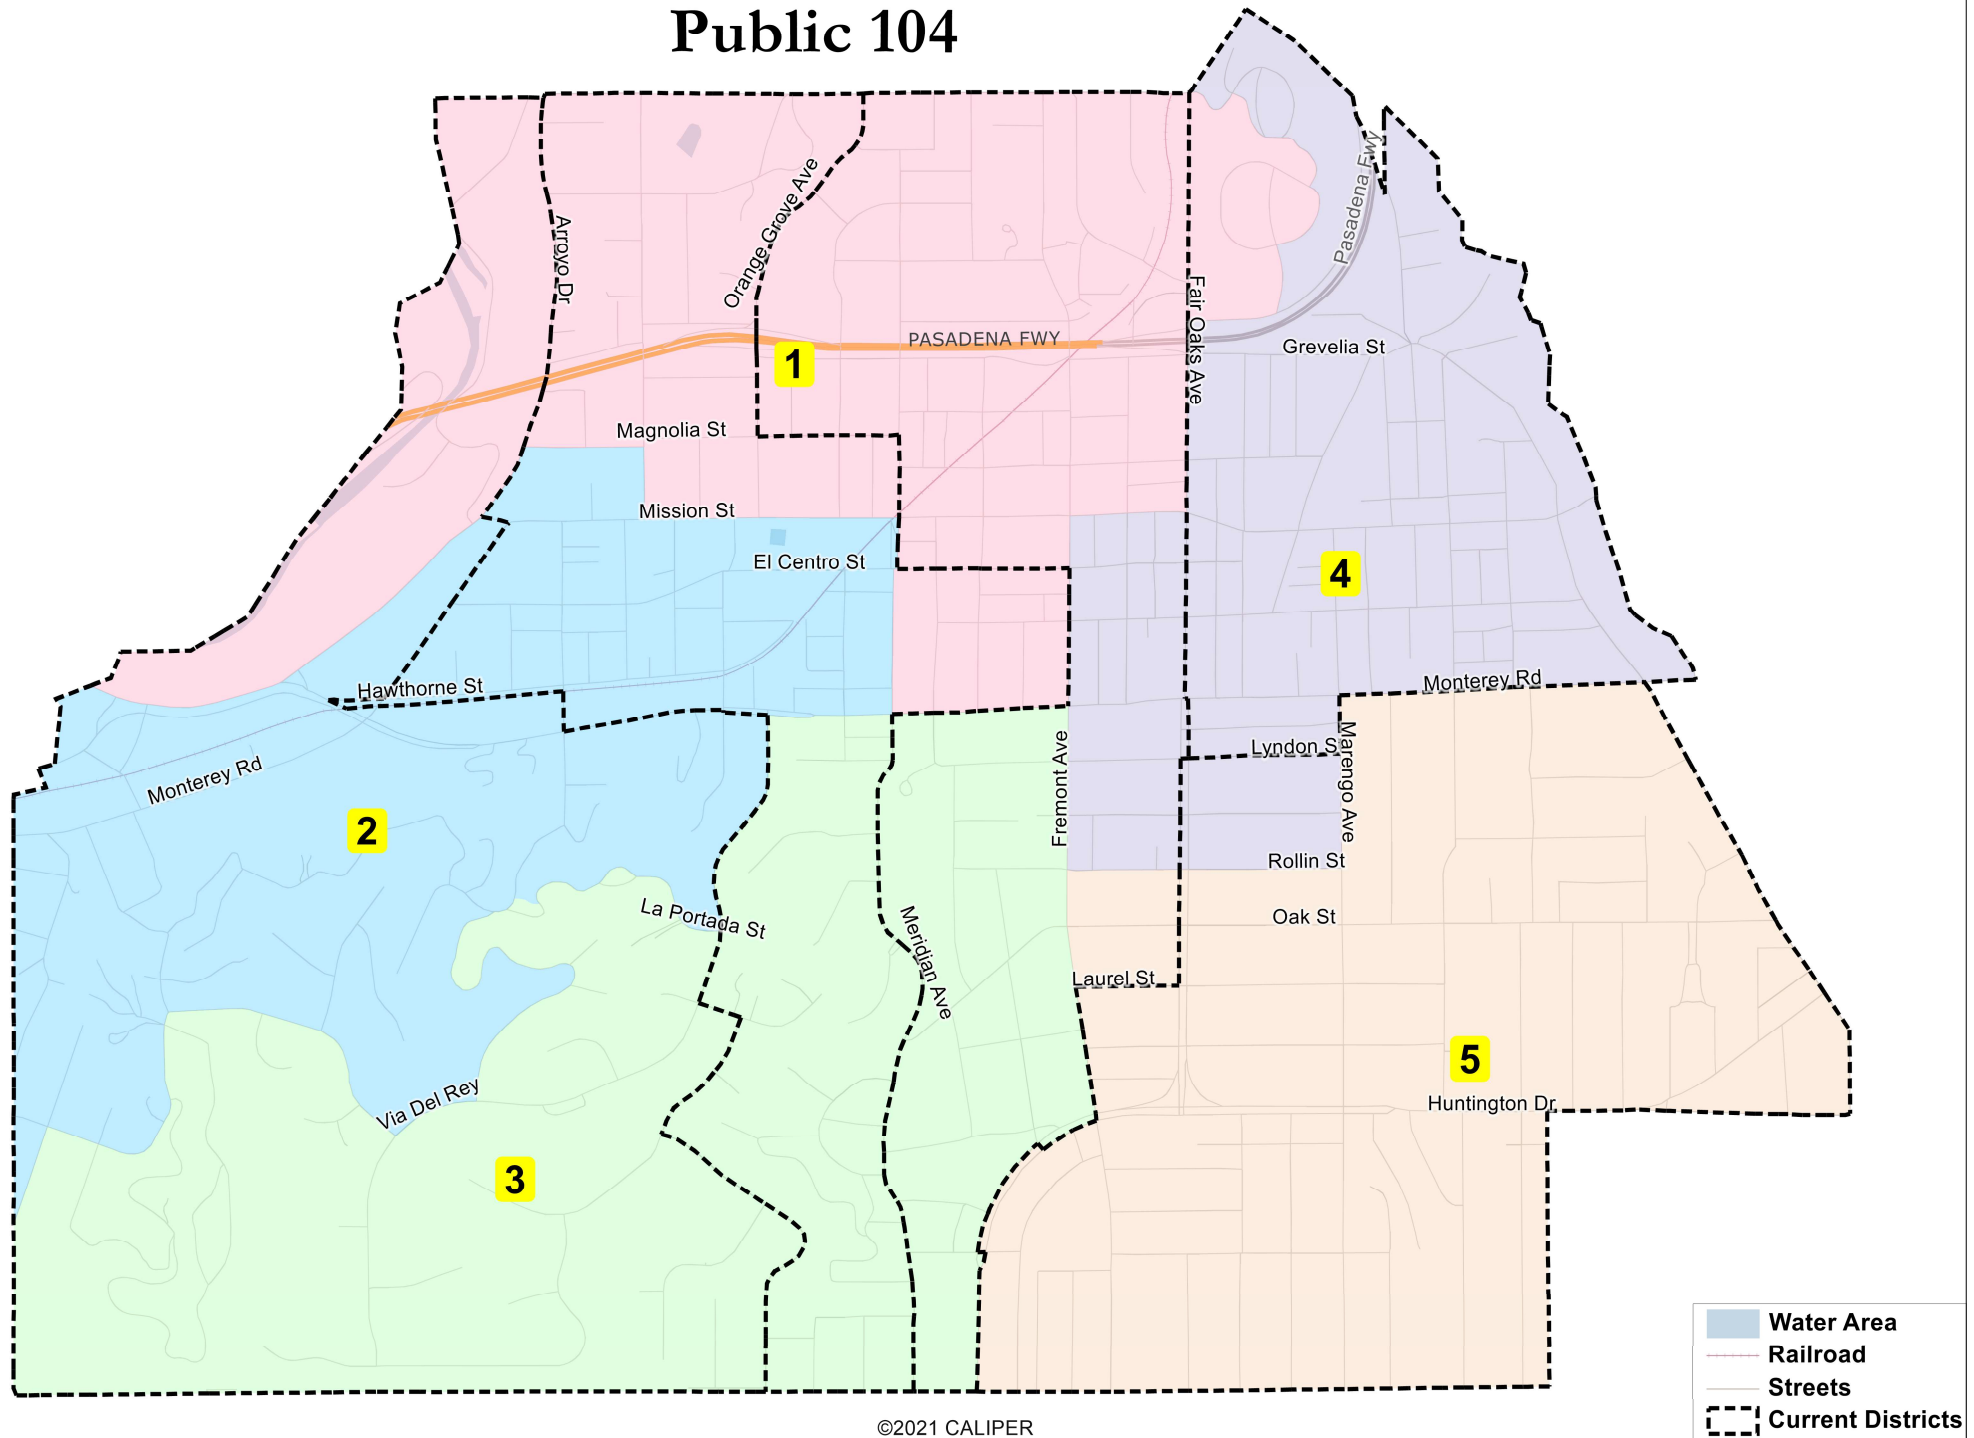 Public 104
Pasadena Fwy
Orange Grove Ave
Arroyo Dr
Fair Oaks Ave
PASADENA FWY
Grevelia St
1
Magnolia St
Mission St
El Centro St
4
Hawthorne St
Monterey Rd
Monterey Rd
Lyndon S
Marengo Ave
Fremont Ave
2
Rollin St
La Portada St
Oak St
Meridian Ave
Laurel St
5
Via Del Rey
Huntington Dr
3
Water Area
Railroad
Streets
Current Districts
©2021 CALIPER